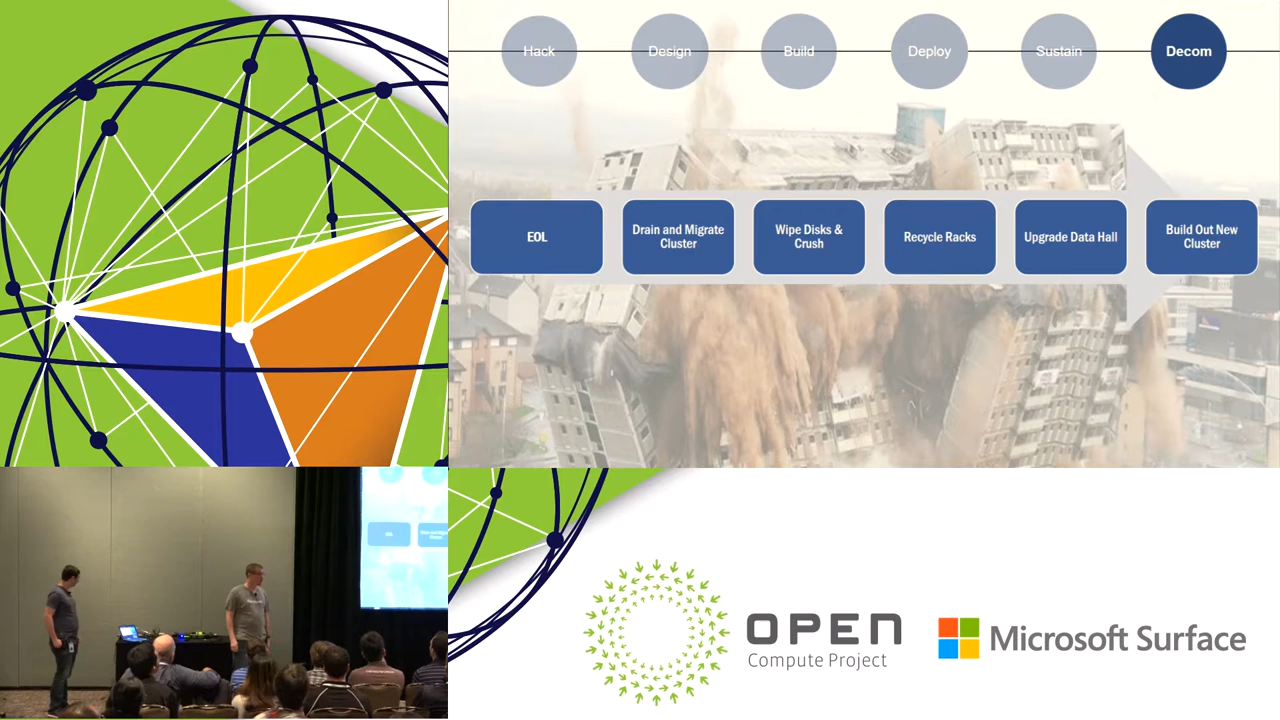 Hack
Design
Build
Deploy
Sustain
Decom
EOL
Drain and Migrate
Cluster
Wipe Disks &
Crush
Recycle Racks
Upgrade Data Hall
Build Out New
Cluster
OPEN
Compute Project
Microsoft Surface